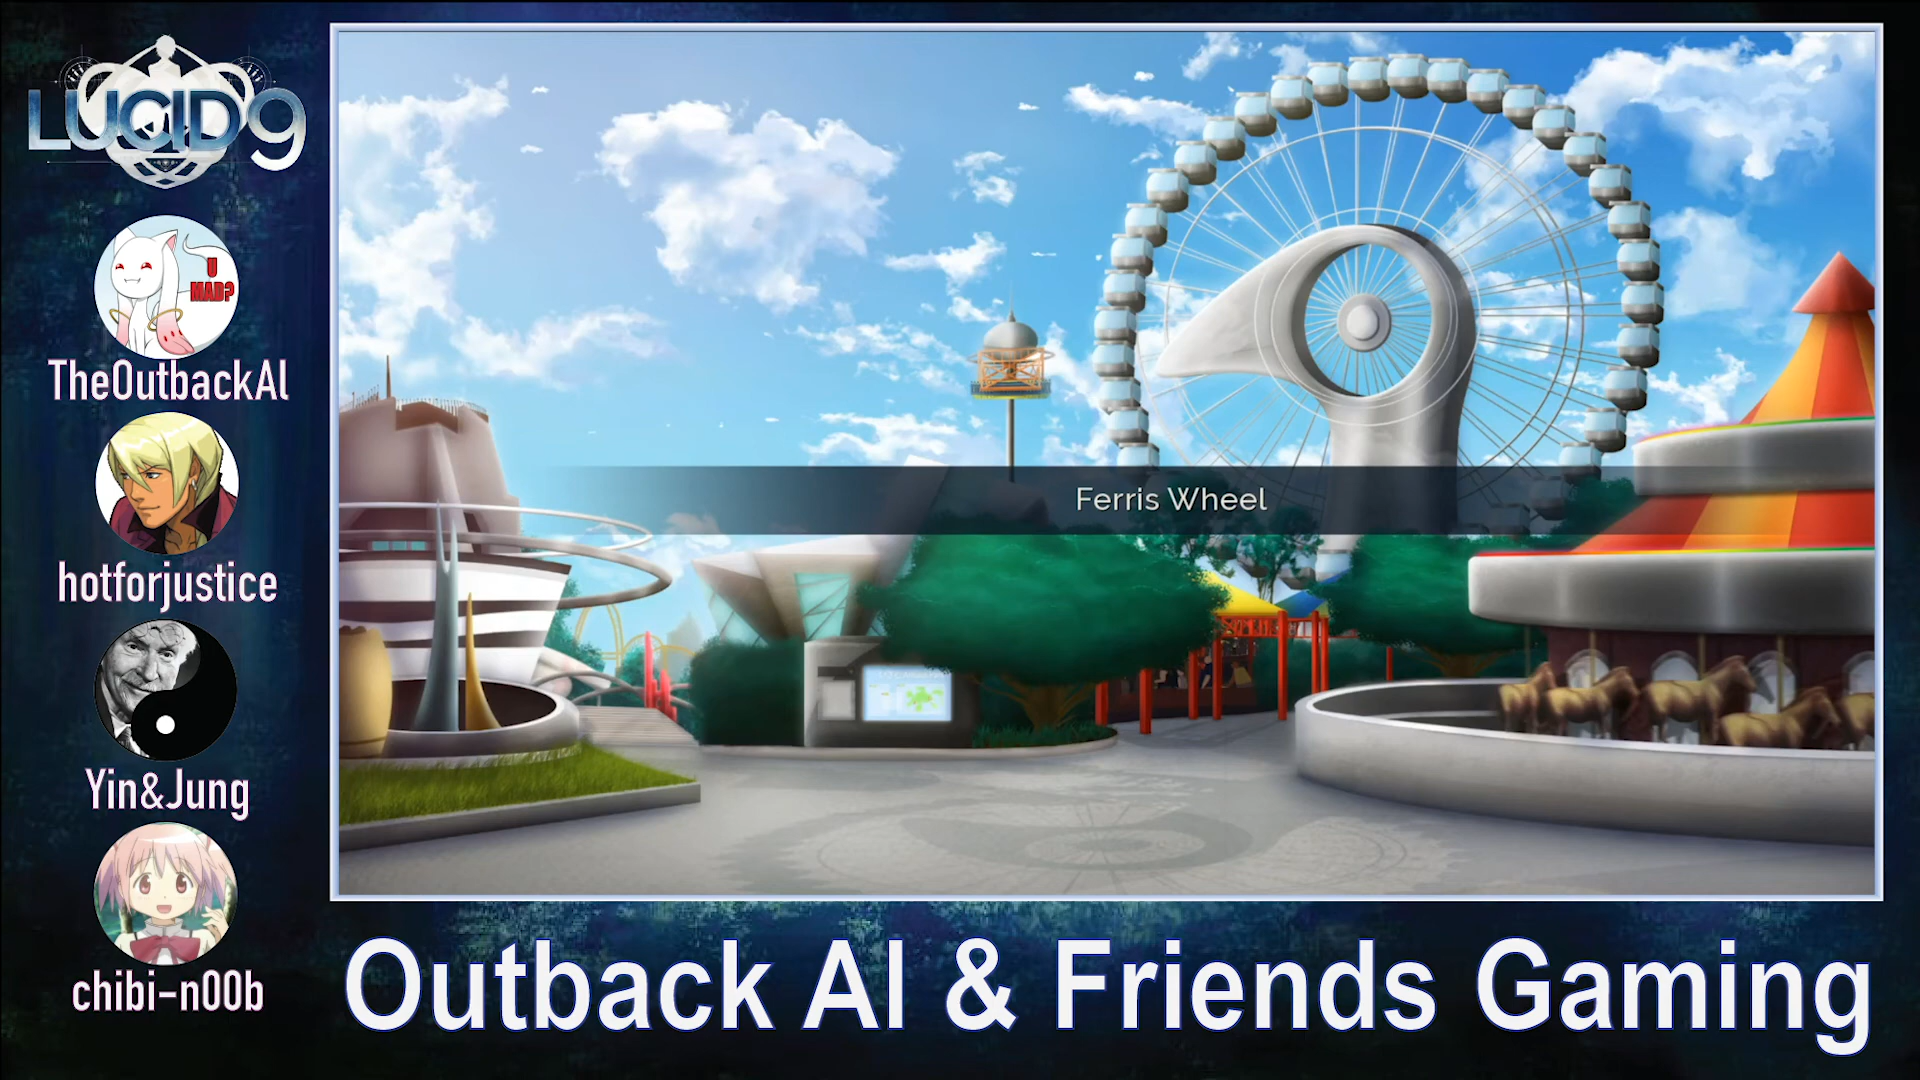 LUCID9
U
MAD?
TheOutbackAl
hotforjustice
Yin&Jung
chibi-n00b
Ferris Wheel
Outback Al & Friends Gaming